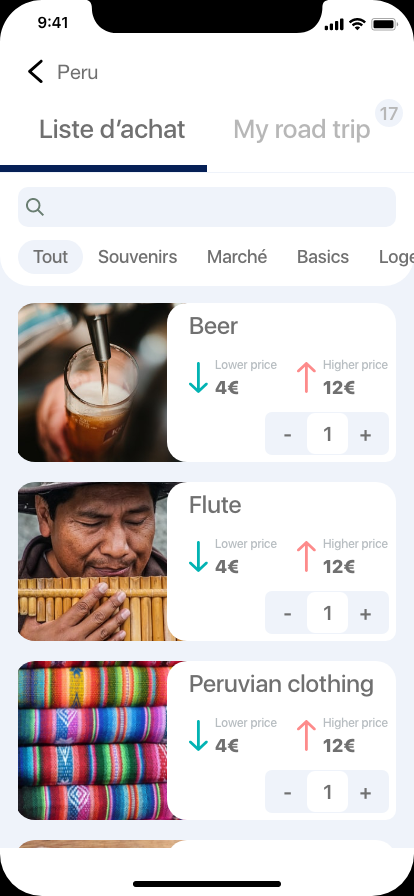 9:41
Peru
Liste d’achat
My road trip
17
Tout Souvenirs Marché Basics Loge
Beer
Lower price Higher price
4€ 12€
- 1 +
Flute
Lower price Higher price
4€ 12€
- 1 +
Peruvian clothing
Lower price Higher price
4€ 12€
- 1 +